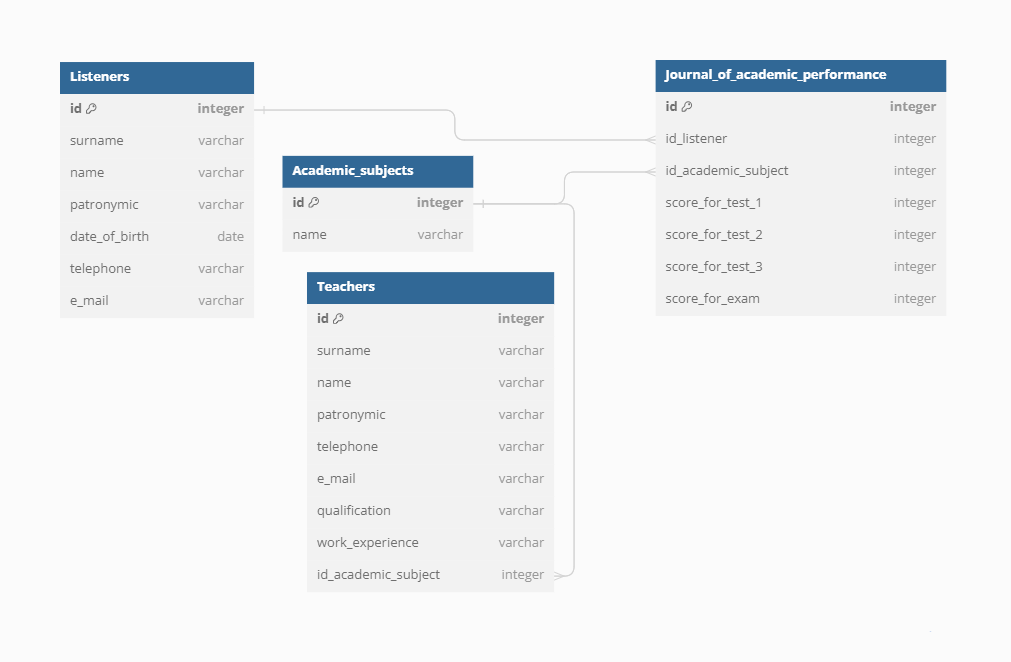 Listeners
id integer
surname varchar
name varchar
patronymic varchar
date_of_birth date
telephone varchar
e_mail varchar
Academic_subjects
id integer
name varchar
Teachers
id integer
surname varchar
name varchar
patronymic varchar
telephone varchar
e_mail varchar
qualification varchar
work_experience varchar
id_academic_subject integer
Journal_of_academic_performance
id integer
id_listener integer
id_academic_subject integer
score_for_test_1 integer
score_for_test_2 integer
score_for_test_3 integer
score_for_exam integer